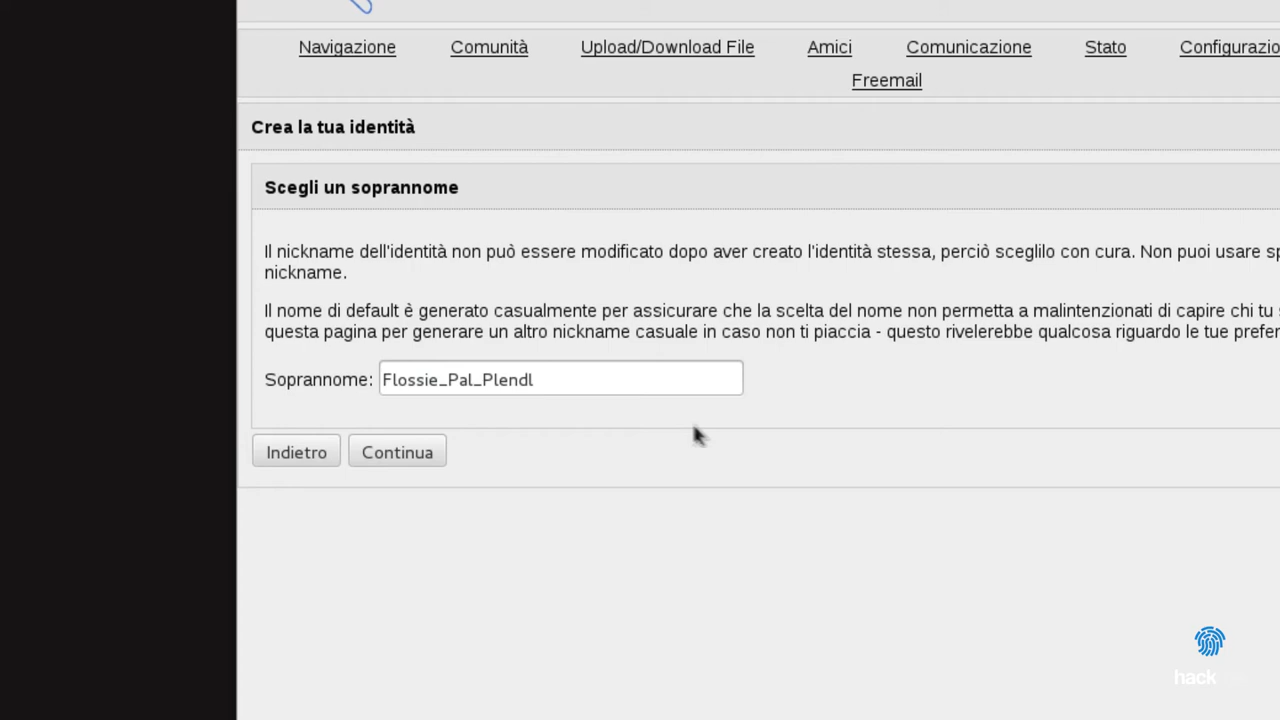 Navigazione Comunità Upload/Download File Amici Comunicazione Stato
Freemail
Crea la tua identità
Scegli un soprannome
Il nickname dell'identità non può essere modificato dopo aver creato l'identità stessa, perciò sceglilo con cura. Non puoi usare
nickname.
Il nome di default è generato casualmente per assicurare che la scelta del nome non permetta a malintenzionati di capire chi tu
questa pagina per generare un altro nickname casuale in caso non ti piaccia - questo rivelerebbe qualcosa riguardo le tue
Soprannome: Flossie_Pal_Plendl
Indietro Continua
hack